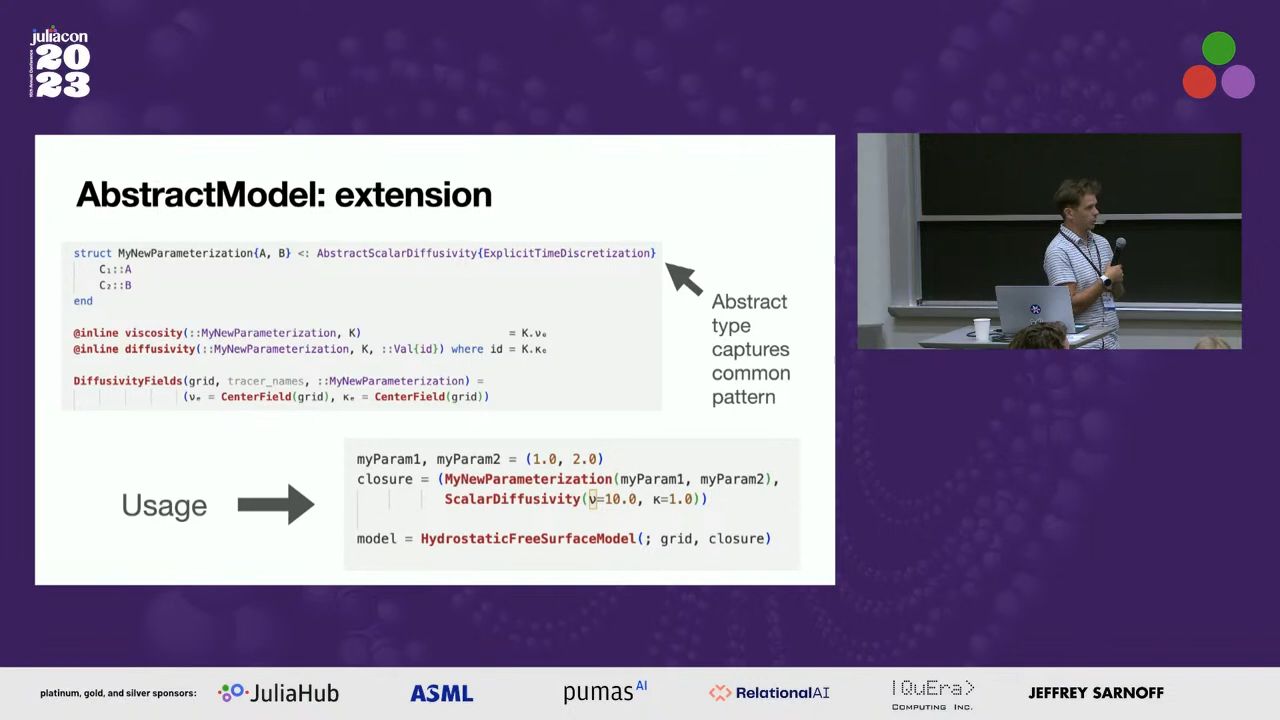 juliacon
20
23
AbstractModel: extension
struct MyNewParameterization{A, B} <: AbstractScalarDiffusivity{ExplicitTimeDiscretization}
C₁::A
C₂::B
end
@inline viscosity(::MyNewParameterization, K) = K.νₑ
@inline diffusivity(::MyNewParameterization, K, ::Val{id}) where id = K.κₑ
DiffusivityFields(grid, tracer_names, ::MyNewParameterization) =
(νₑ = CenterField(grid), κₑ = CenterField(grid))
Abstract
type
captures
common
pattern
Usage
myParam1, myParam2 = (1.0, 2.0)
closure = (MyNewParameterization(myParam1, myParam2),
ScalarDiffusivity(ν=10.0, κ=1.0))
model = HydrostaticFreeSurfaceModel(; grid, closure)
platinum, gold, and silver sponsors:
JuliaHub
ASML
pumasAI
RelationalAI
|QuEra>
COMPUTING INC.
JEFFREY SARNOFF